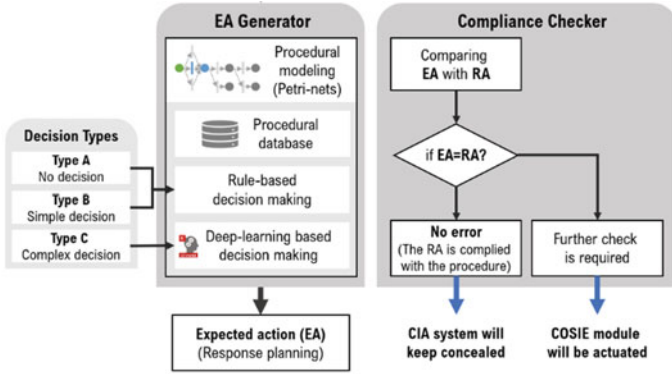 EA Generator
Procedural
modeling
(Petri-nets)
Procedural
database
Rule-based
decision making
Deep-learning based
decision making
Decision Types
Type A
No decision
Type B
Simple decision
Type C
Complex decision
Expected action (EA)
(Response planning)
Compliance Checker
Comparing
EA with RA
if EA=RA?
No error
(The RA is complied
with the procedure)
Further check
is required
CIA system will
keep concealed
COSIE module
will be actuated